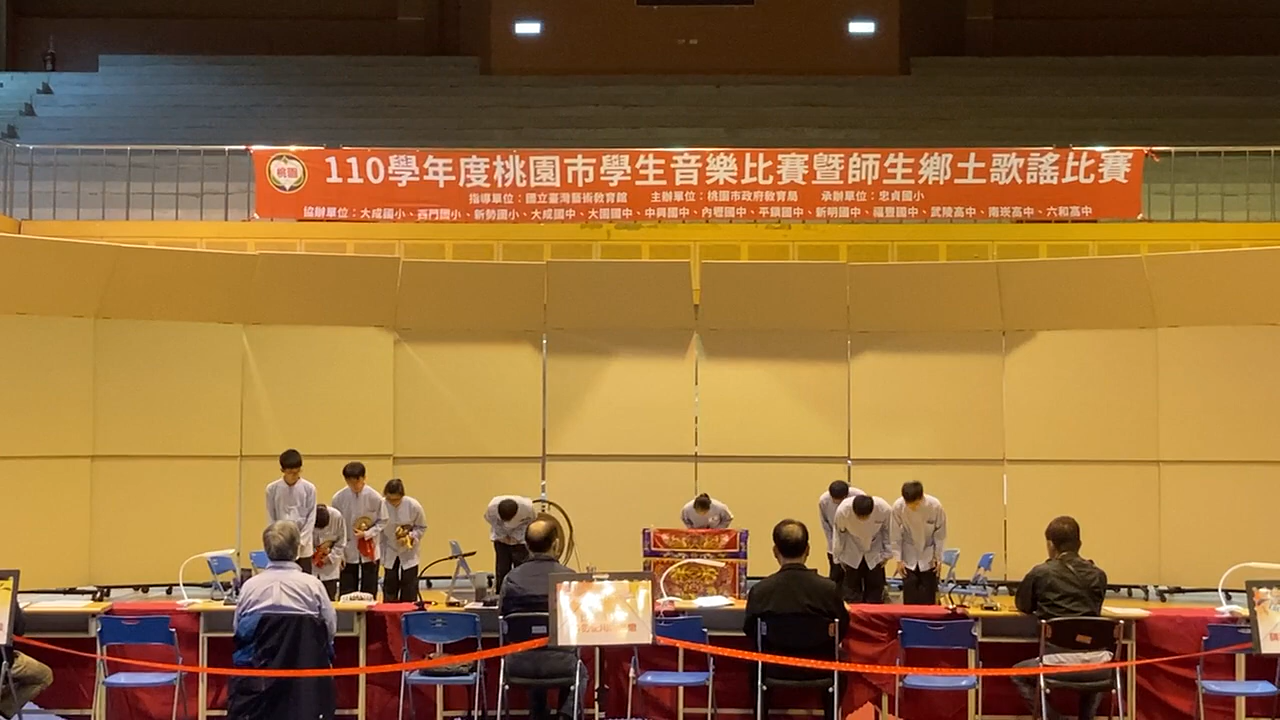 桃園
110學年度桃園市學生音樂比賽暨師生鄉土歌謠比賽
指導單位：國立臺灣藝術教育館 主辦單位：桃園市政府教育局 承辦單位：忠貞國小
協辦單位：大成國小、西門國小、新勢國小、大成國中、大園國中、中興國中、內壢國中、平鎮國中、新明國中、福豐國中、武陵高中、南崁高中、六和高中